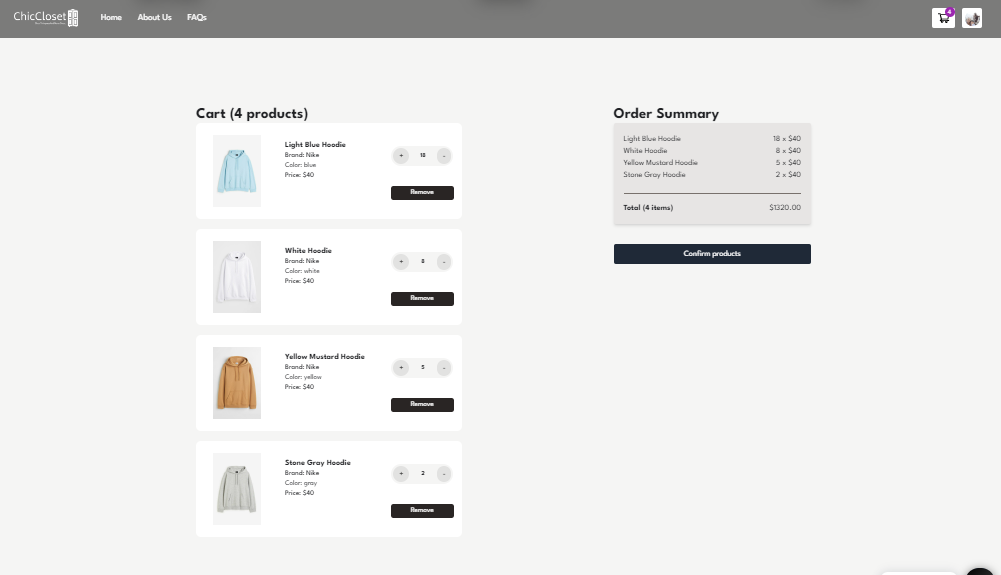 ChicCloset
Home About Us FAQs
4
Cart (4 products)
Light Blue Hoodie
Brand: Nike
Color: blue
Price: $40
+ 18 -
Remove
White Hoodie
Brand: Nike
Color: white
Price: $40
+ 8 -
Remove
Yellow Mustard Hoodie
Brand: Nike
Color: yellow
Price: $40
+ 5 -
Remove
Stone Gray Hoodie
Brand: Nike
Color: gray
Price: $40
+ 2 -
Remove
Order Summary
Light Blue Hoodie 18 x $40
White Hoodie 8 x $40
Yellow Mustard Hoodie 5 x $40
Stone Gray Hoodie 2 x $40
Total (4 items) $1320.00
Confirm products